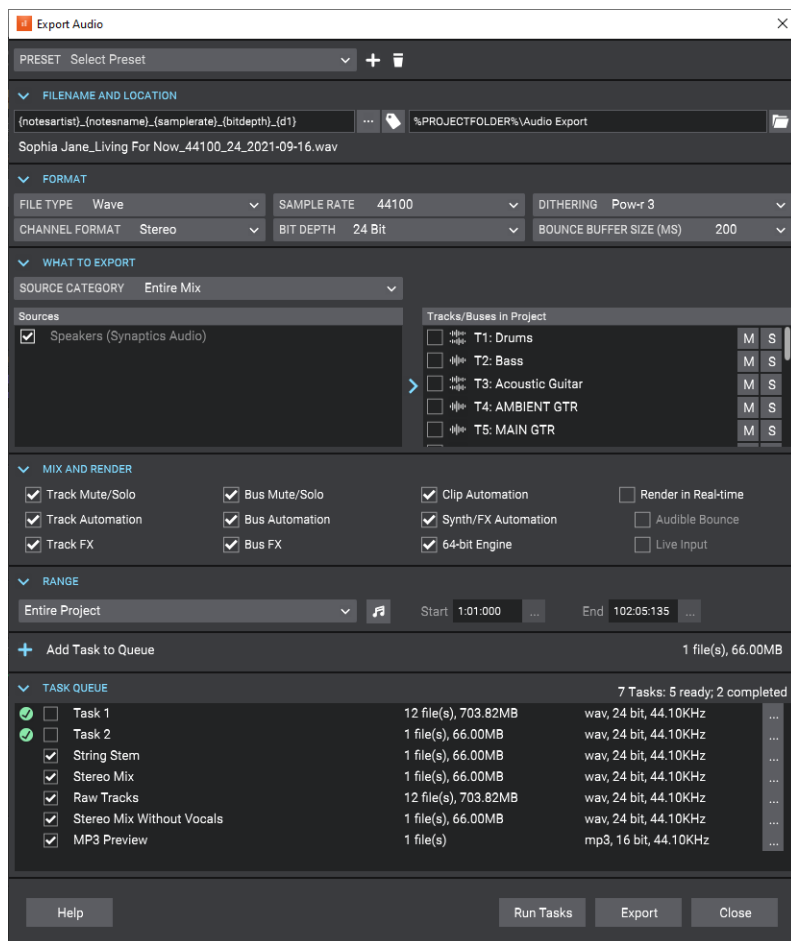 Export Audio
PRESET Select Preset
FILENAME AND LOCATION
{notesartist}_{notesname}_{samplerate}_{bitdepth}_{d1} ... %PROJECTFOLDER%\Audio Export
Sophia Jane_Living For Now_44100_24_2021-09-16.wav
FORMAT
FILE TYPE Wave SAMPLE RATE 44100 DITHERING Pow-r 3
CHANNEL FORMAT Stereo BIT DEPTH 24 Bit BOUNCE BUFFER SIZE (MS) 200
WHAT TO EXPORT
SOURCE CATEGORY Entire Mix
Sources Tracks/Buses in Project
Speakers (Synaptics Audio) T1: Drums M S
T2: Bass M S
T3: Acoustic Guitar M S
T4: AMBIENT GTR M S
T5: MAIN GTR M S
MIX AND RENDER
Track Mute/Solo Bus Mute/Solo Clip Automation Render in Real-time
Track Automation Bus Automation Synth/FX Automation Audible Bounce
Track FX Bus FX 64-bit Engine Live Input
RANGE
Entire Project Start 1:01:000 ... End 102:05:135 ...
Add Task to Queue 1 file(s), 66.00MB
TASK QUEUE 7 Tasks: 5 ready; 2 completed
Task 1 12 file(s), 703.82MB wav, 24 bit, 44.10KHz ...
Task 2 1 file(s), 66.00MB wav, 24 bit, 44.10KHz ...
String Stem 1 file(s), 66.00MB wav, 24 bit, 44.10KHz ...
Stereo Mix 1 file(s), 66.00MB wav, 24 bit, 44.10KHz ...
Raw Tracks 12 file(s), 703.82MB wav, 24 bit, 44.10KHz ...
Stereo Mix Without Vocals 1 file(s), 66.00MB wav, 24 bit, 44.10KHz ...
MP3 Preview 1 file(s) mp3, 16 bit, 44.10KHz ...
Help Run Tasks Export Close